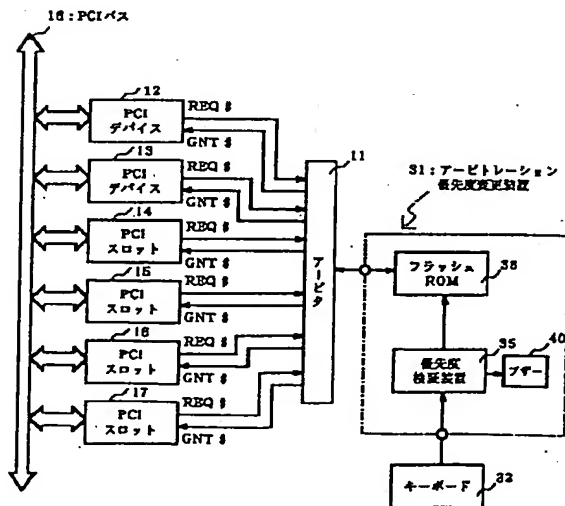 16:PCIバス
12
PCI
デバイス
REQ $
GNT $
13
PCI
デバイス
REQ $
GNT $
14
PCI
スロット
REQ $
GNT $
15
PCI
スロット
REQ $
GNT $
16
PCI
スロット
REQ $
GNT $
17
PCI
スロット
REQ $
GNT $
11
アービタ
31:アービトレーション
優先度変更装置
フラッシュ
ROM
38
優先度
検証装置
35
ブザー
40
キーボード
32